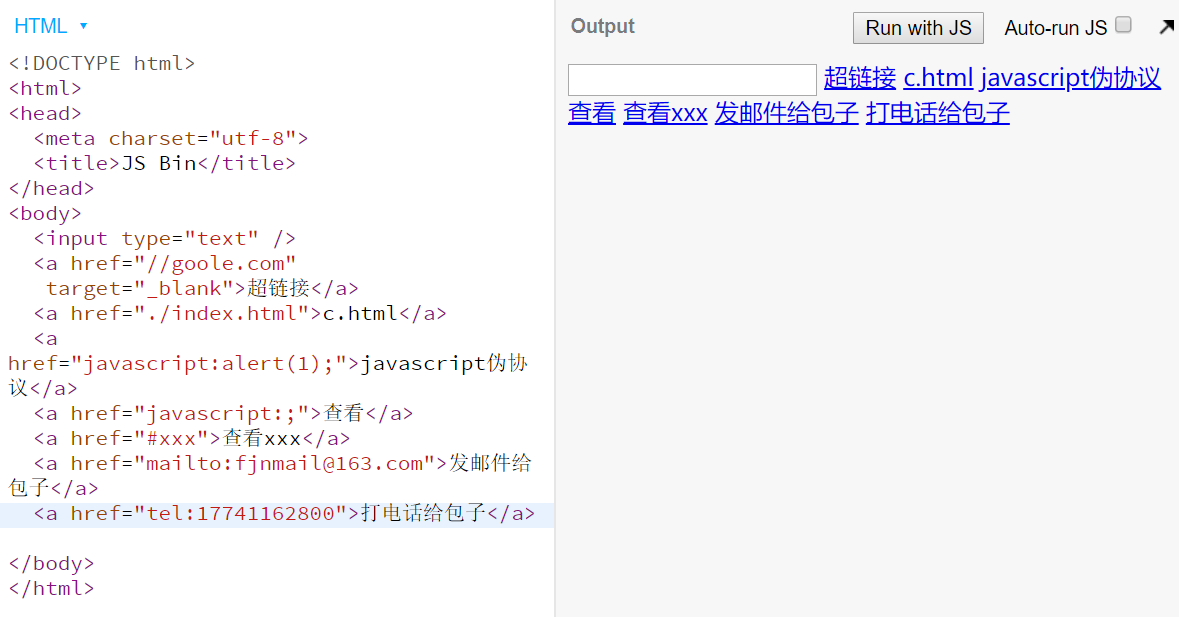 HTML ▼
<!DOCTYPE html>
<html>
<head>
<meta charset="utf-8">
<title>JS Bin</title>
</head>
<body>
<input type="text" />
<a href="//goole.com"
target="_blank">超链接</a>
<a href="./index.html">c.html</a>
<a
href="javascript:alert(1);">javascript伪协
议</a>
<a href="javascript:;">查看</a>
<a href="#xxx">查看xxx</a>
<a href="mailto:fjnmail@163.com">发邮件给
包子</a>
<a href="tel:17741162800">打电话给包子</a>
</body>
</html>
Output Run with JS Auto-run JS
超链接 c.html javascript伪协议
查看 查看xxx 发邮件给包子 打电话给包子